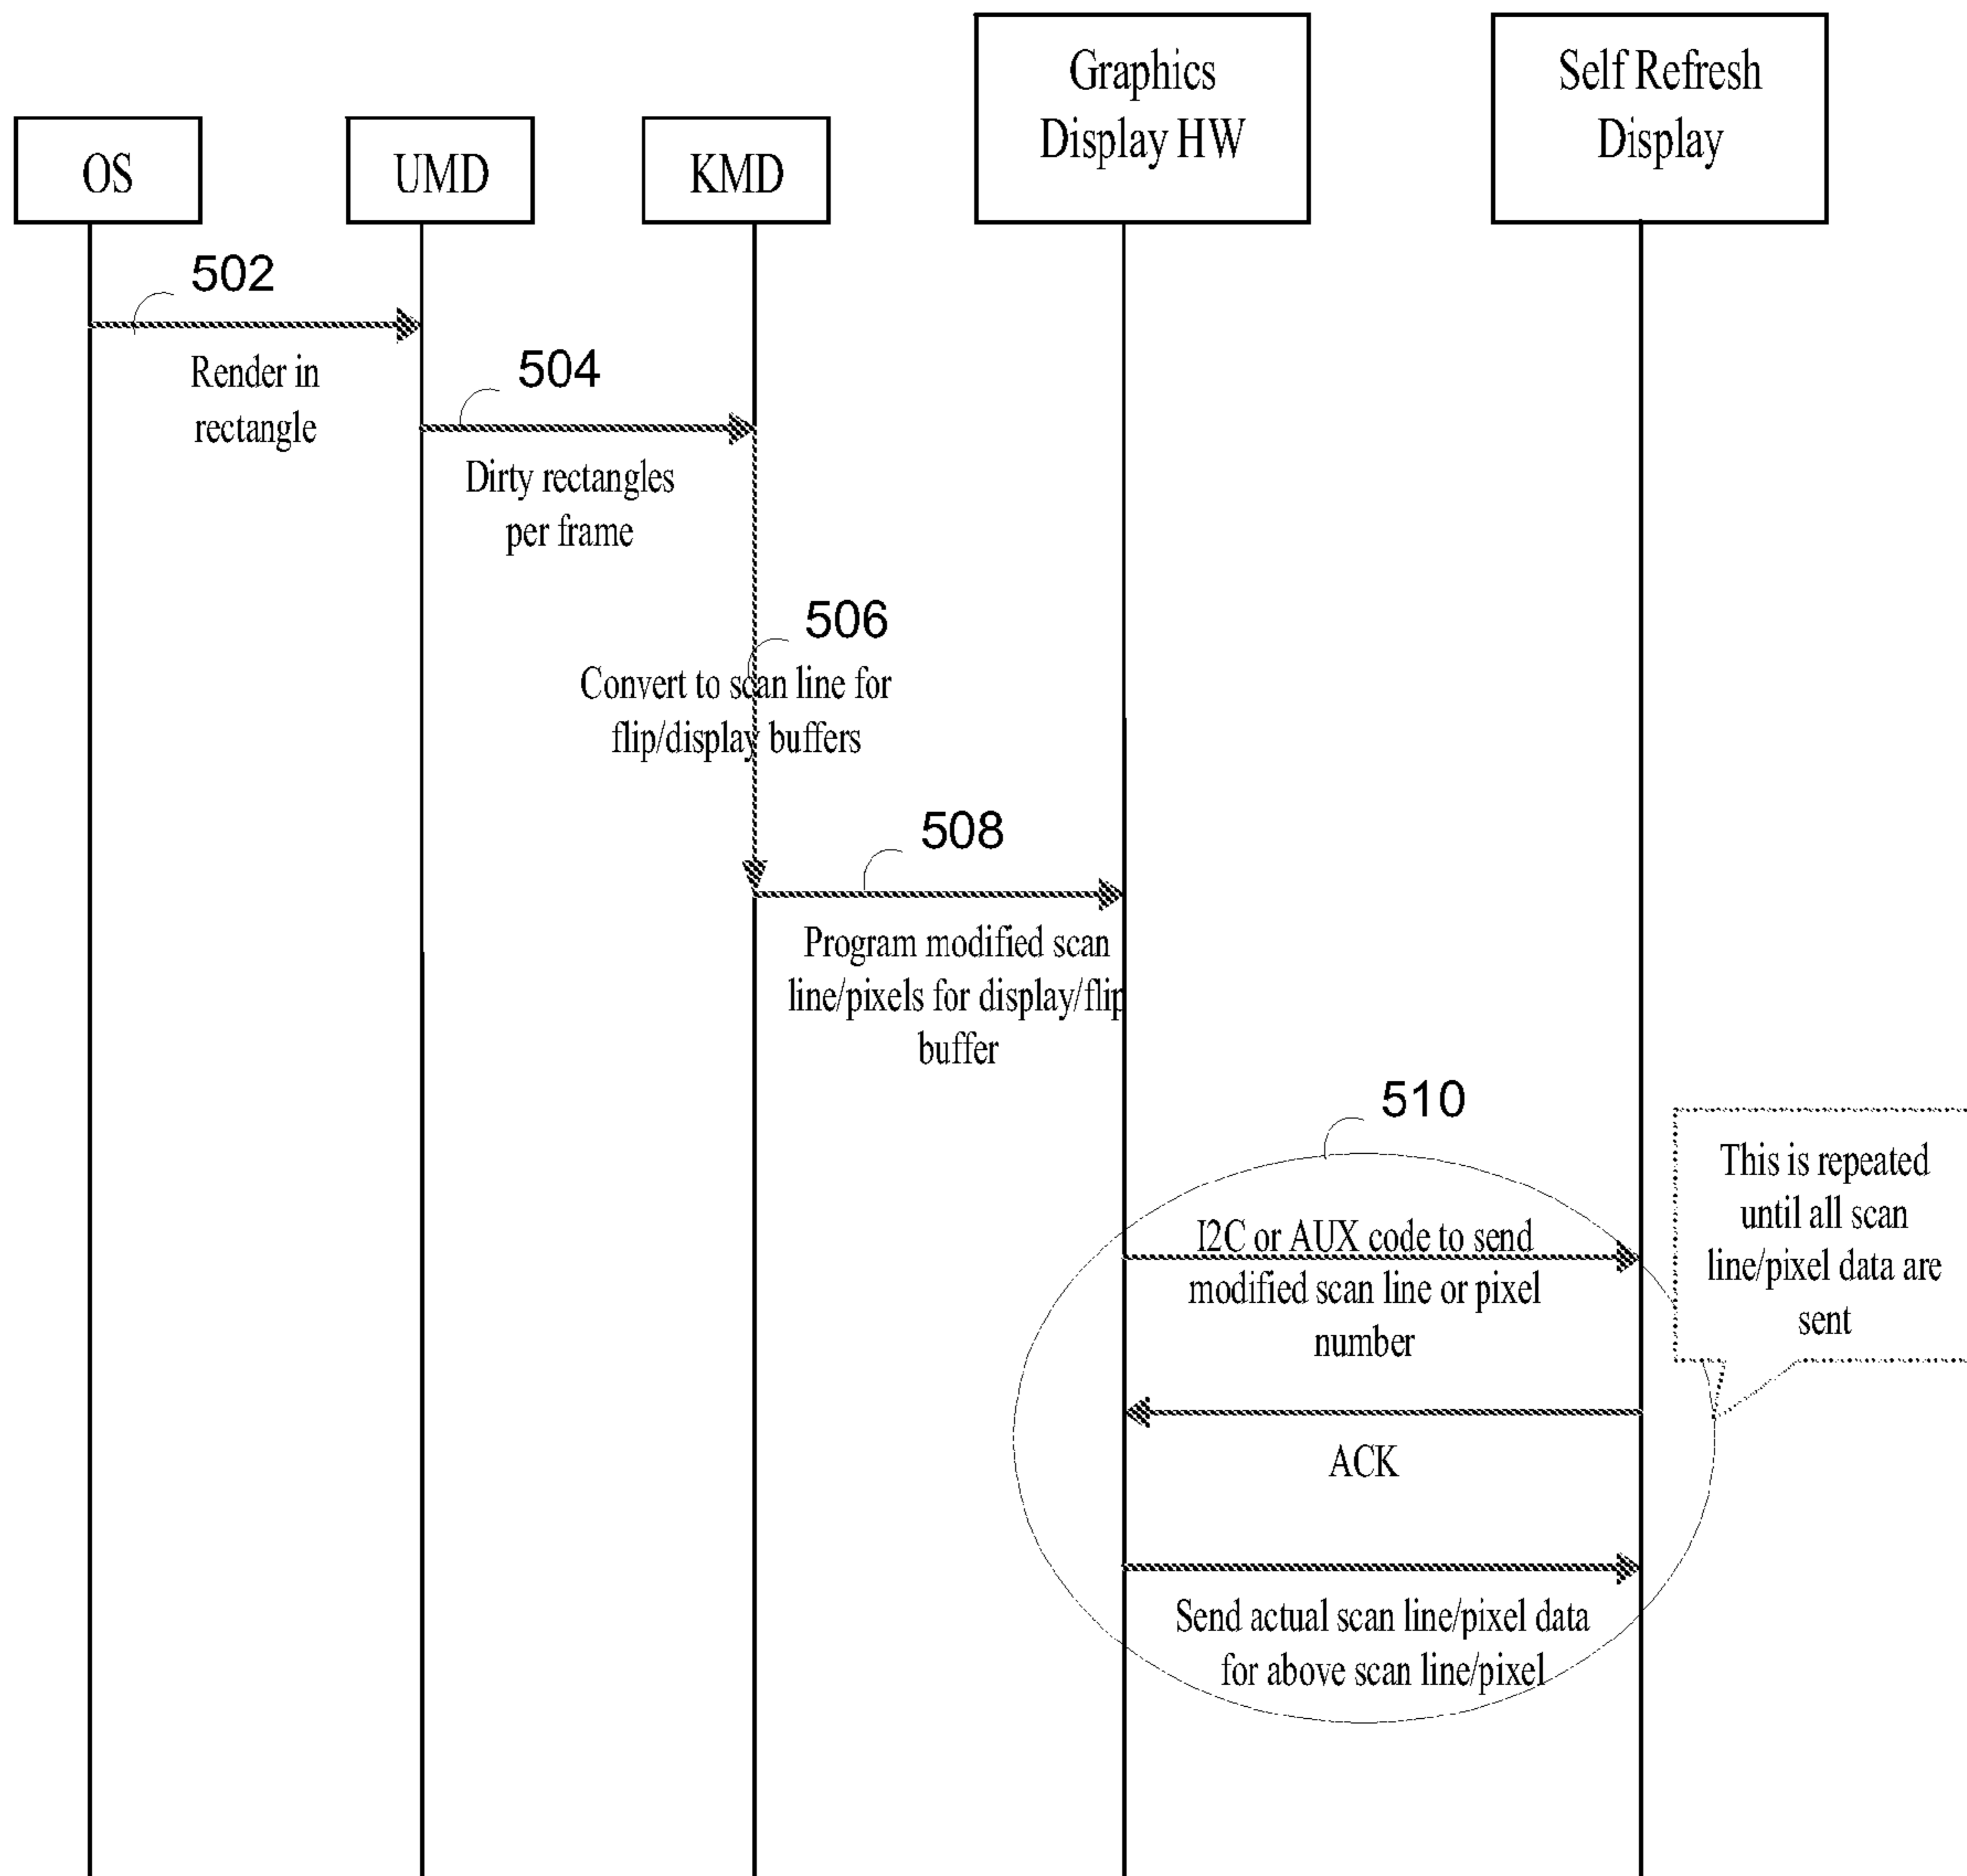 OS
UMD
KMD
Graphics
Display HW
Self Refresh
Display
502
Render in
rectangle
504
Dirty rectangles
per frame
506
Convert to scan line for
flip/display buffers
508
Program modified scan
line/pixels for display/flip
buffer
510
I2C or AUX code to send
modified scan line or pixel
number
This is repeated
until all scan
line/pixel data are
sent
ACK
Send actual scan line/pixel data
for above scan line/pixel